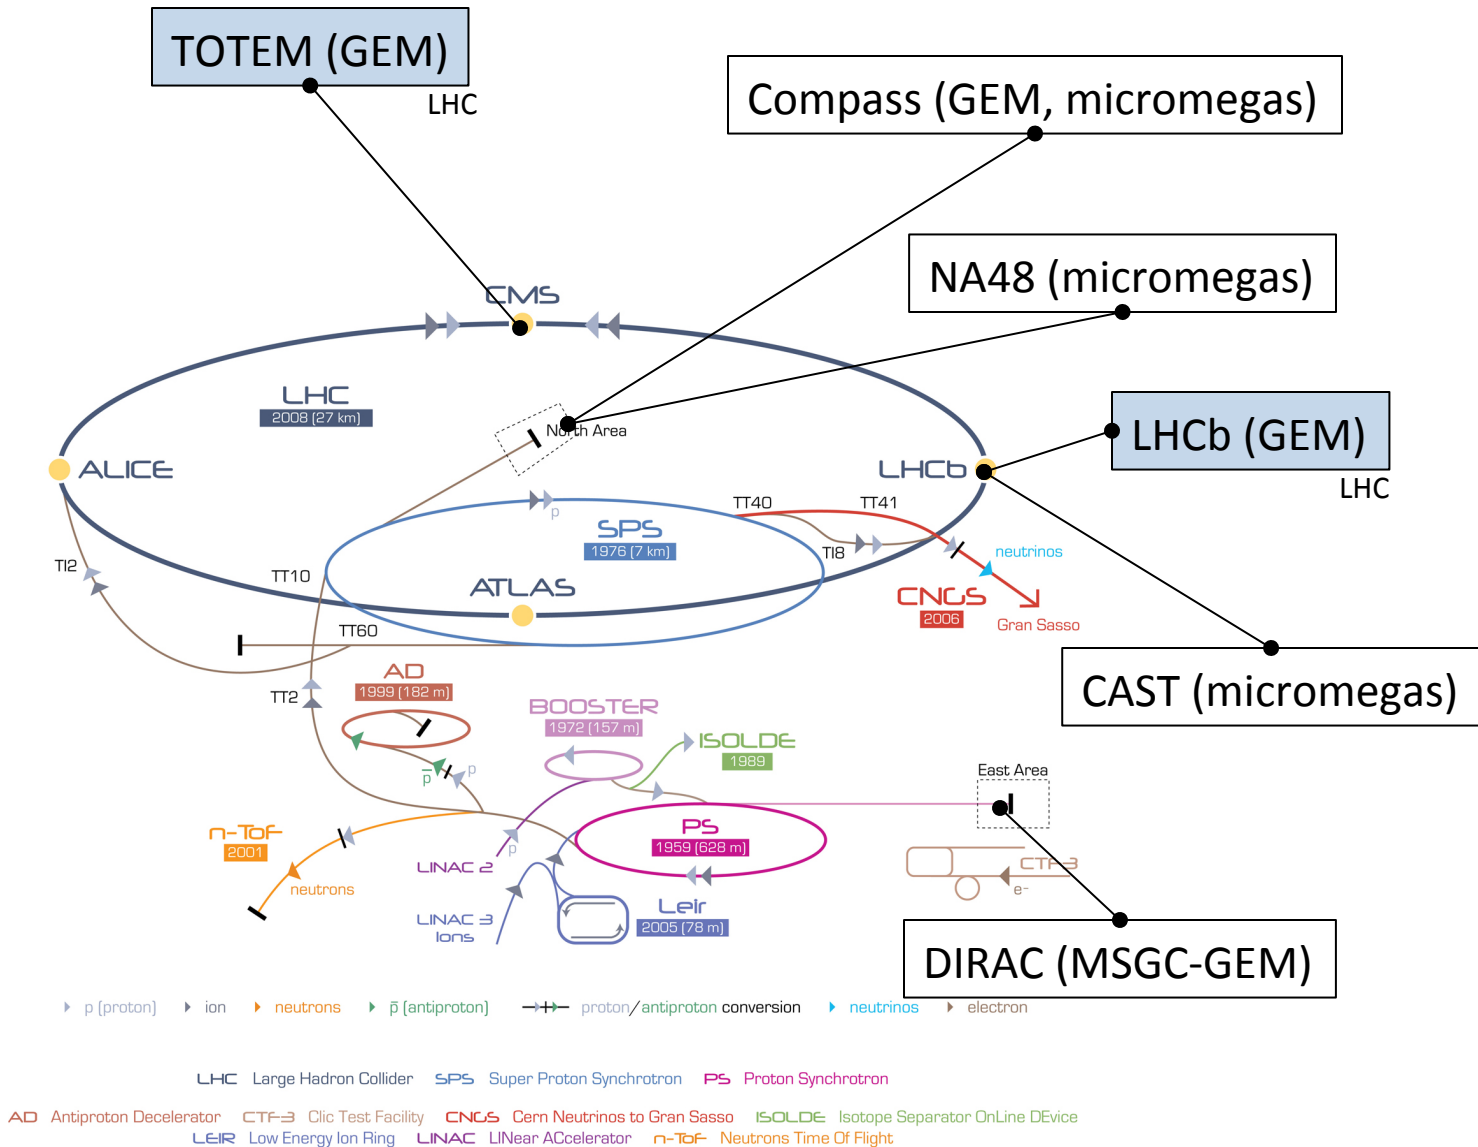 TOTEM (GEM)
LHC
Compass (GEM, micromegas)
NA48 (micromegas)
CMS
LHC
2008 (27 km)
North Area
LHCb (GEM)
LHC
ALICE
LHCb
TT40
TT41
p
SPS
1976 (7 km)
TI8
neutrinos
TI2
TT10
ATLAS
CNGS
2006
Gran Sasso
TT60
CAST (micromegas)
AD
1999 (182 m)
TT2
BOOSTER
1972 (157 m)
ISOLDE
1989
p̄
p
East Area
n-ToF
2001
PS
1959 (628 m)
LINAC 2
p
neutrons
CTF3
e-
LINAC 3
Ions
Leir
2005 (78 m)
DIRAC (MSGC-GEM)
p (proton) ion neutrons p̄ (antiproton) proton/antiproton conversion neutrinos electron
LHC Large Hadron Collider SPS Super Proton Synchrotron PS Proton Synchrotron
AD Antiproton Decelerator CTF3 Clic Test Facility CNGS Cern Neutrinos to Gran Sasso ISOLDE Isotope Separator OnLine DEvice
LEIR Low Energy Ion Ring LINAC LINear ACcelerator n-ToF Neutrons Time Of Flight